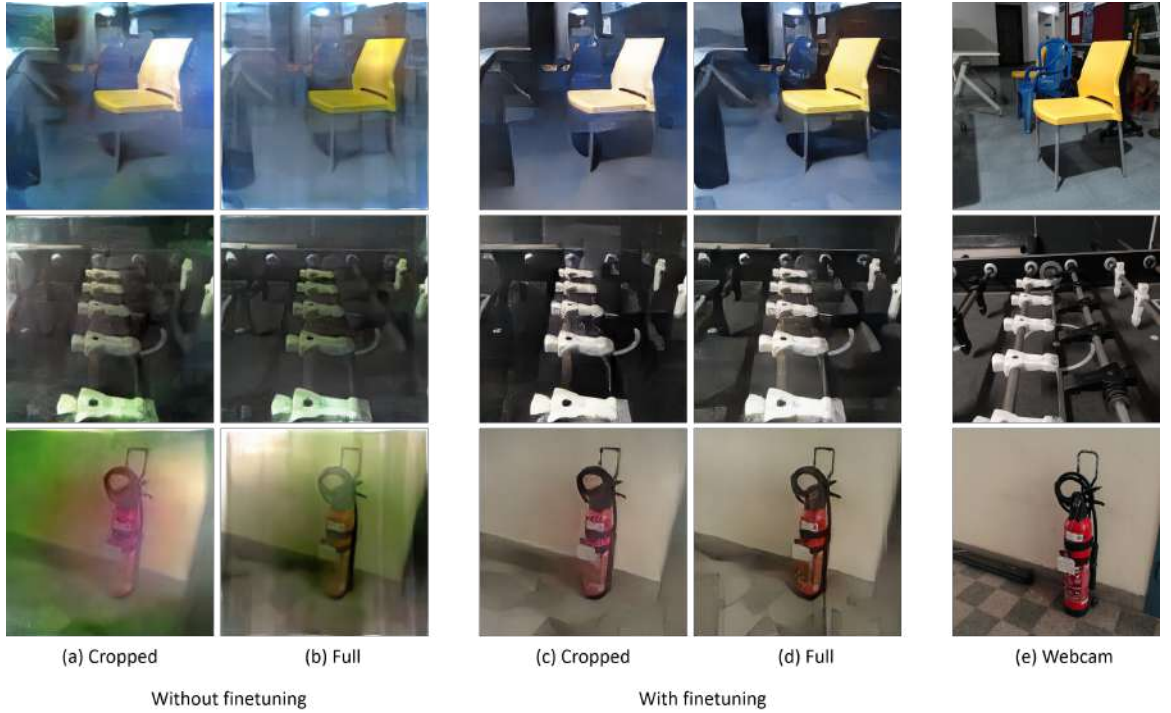 (a) Cropped
(b) Full
(c) Cropped
(d) Full
(e) Webcam
Without finetuning
With finetuning